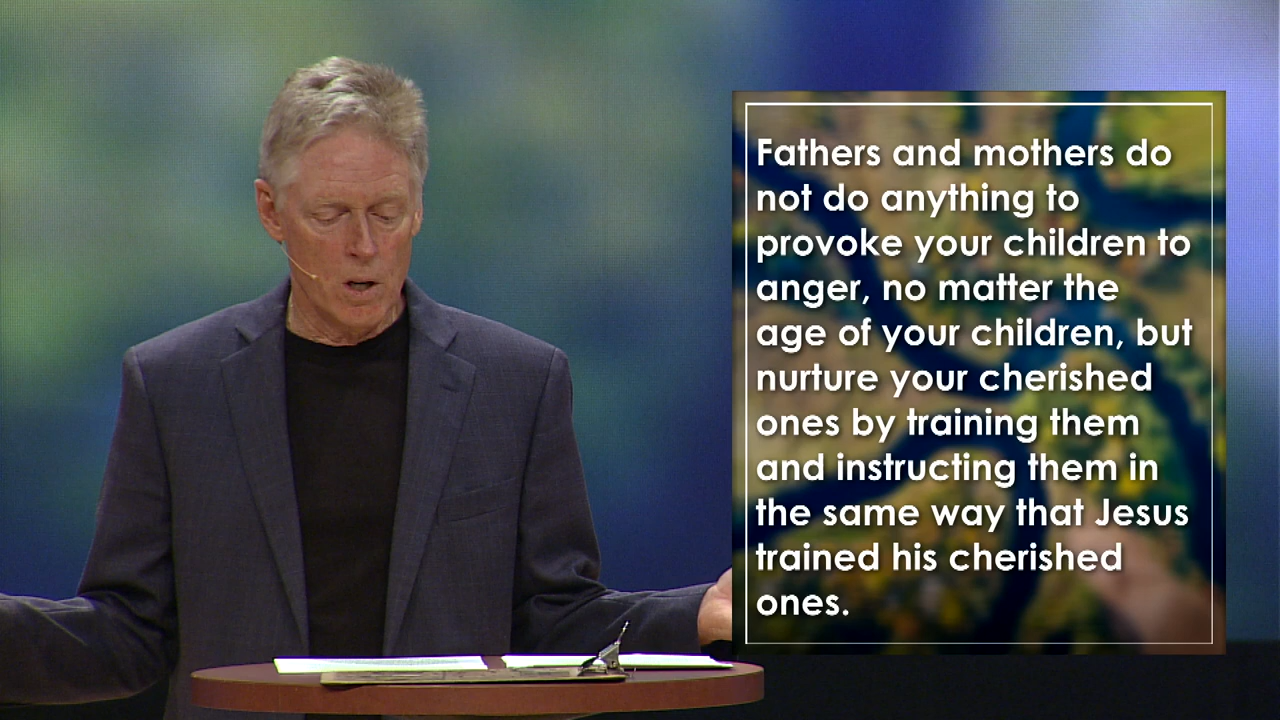 Fathers and mothers do
not do anything to
provoke your children to
anger, no matter the
age of your children, but
nurture your cherished
ones by training them
and instructing them in
the same way that Jesus
trained his cherished
ones.